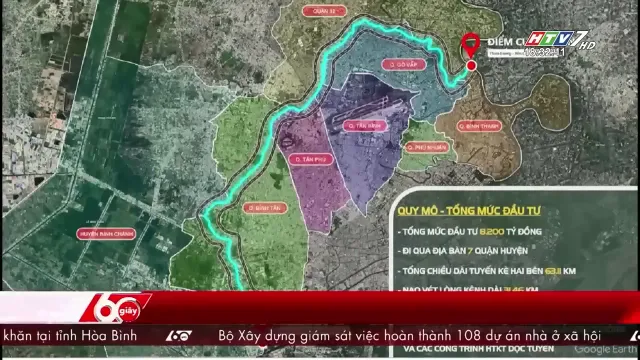 QUẬN 12
ĐIỂM
HTV7 HD
Q. GÒ VẤP
Q. TÂN BÌNH
Q. BÌNH THẠNH
Q. PHÚ NHUẬN
Q. TÂN PHÚ
Q. BÌNH TÂN
HUYỆN BÌNH CHÁNH
QUY MÔ - TỔNG MỨC ĐẦU TƯ
- TỔNG MỨC ĐẦU TƯ 8.200 TỶ ĐỒNG
- ĐI QUA ĐỊA BÀN 7 QUẬN HUYỆN
- TỔNG CHIỀU DÀI TUYẾN KÈ HAI BÊN 63.11 KM
- NẠO VÉT LÒNG KÊNH DÀI 31.46 KM
60 giây
khăn tại tỉnh Hòa Bình 60s Bộ Xây dựng giám sát việc hoàn thành 108 dự án nhà ở xã hội
VÀ CÁC CÔNG TRÌNH HTKT DỌC TUYẾN
Google Earth